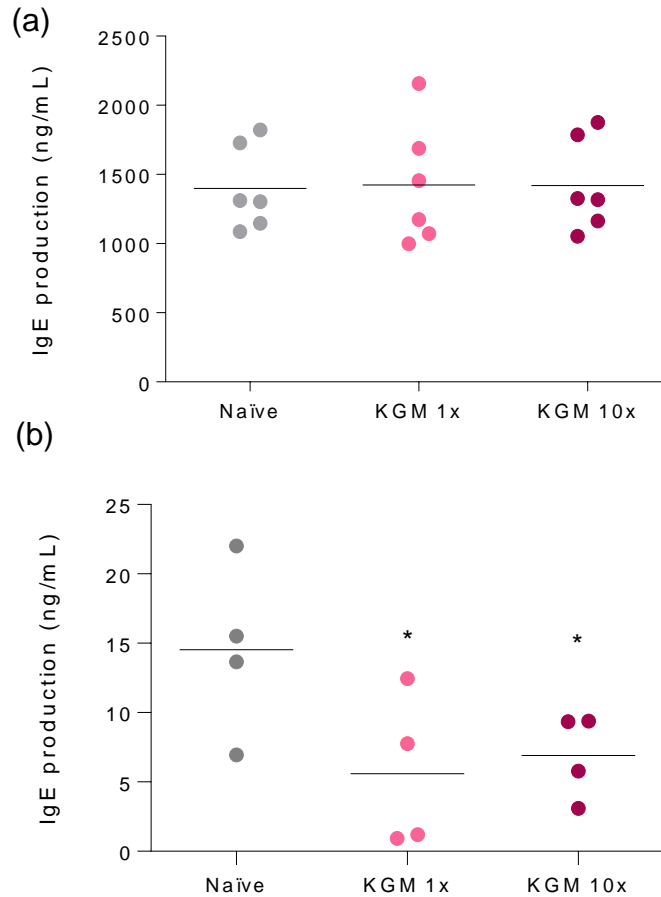 (a)
IgE production (ng/mL)
2500
2000
1500
1000
500
0
Naïve KGM 1x KGM 10x
(b)
IgE production (ng/mL)
25
20
15
10
5
0
* *
Naïve KGM 1x KGM 10x